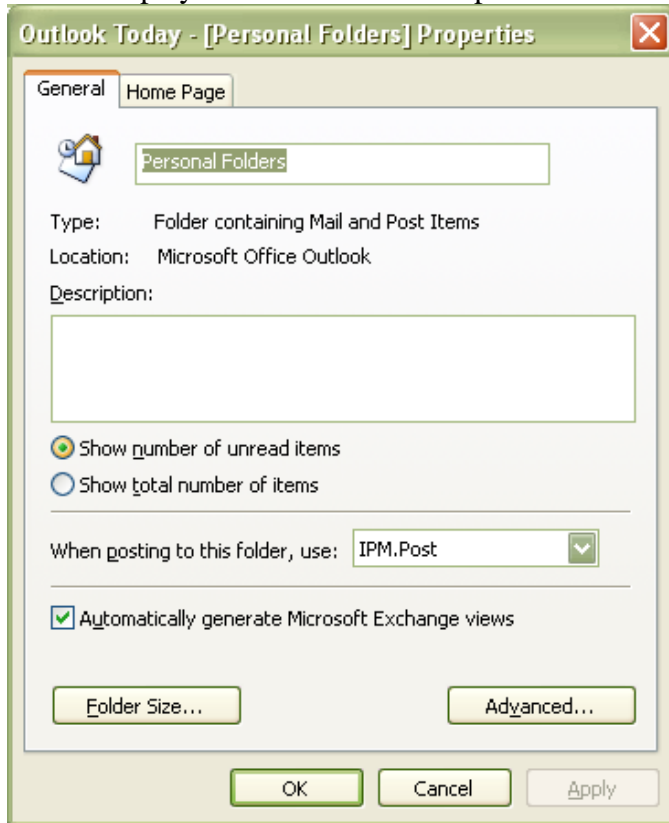 Outlook Today - [Personal Folders] Properties
General Home Page
Personal Folders
Type: Folder containing Mail and Post Items
Location: Microsoft Office Outlook
Description:
Show number of unread items
Show total number of items
When posting to this folder, use: IPM.Post
Automatically generate Microsoft Exchange views
Folder Size... Advanced...
OK Cancel Apply